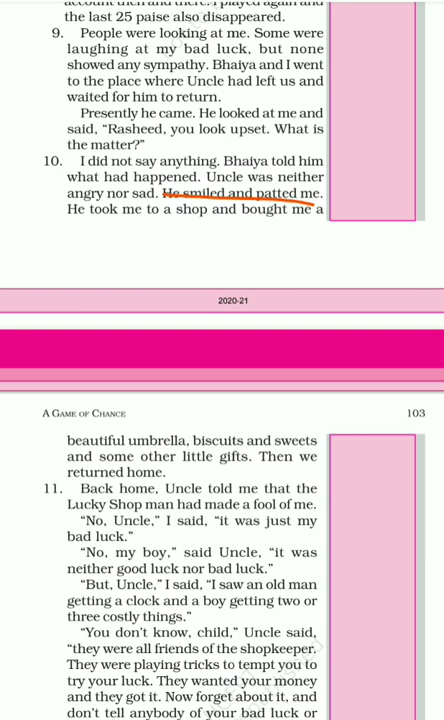 account then and there. I played again and
the last 25 paise also disappeared.
9. People were looking at me. Some were
laughing at my bad luck, but none
showed any sympathy. Bhaiya and I went
to the place where Uncle had left us and
waited for him to return.
Presently he came. He looked at me and
said, “Rasheed, you look upset. What is
the matter?”
10. I did not say anything. Bhaiya told him
what had happened. Uncle was neither
angry nor sad. He smiled and patted me.
He took me to a shop and bought me a
2020-21
A GAME OF CHANCE 103
beautiful umbrella, biscuits and sweets
and some other little gifts. Then we
returned home.
11. Back home, Uncle told me that the
Lucky Shop man had made a fool of me.
“No, Uncle,” I said, “it was just my
bad luck.”
“No, my boy,” said Uncle, “it was
neither good luck nor bad luck.”
“But, Uncle,” I said, “I saw an old man
getting a clock and a boy getting two or
three costly things.”
“You don’t know, child,” Uncle said,
“they were all friends of the shopkeeper.
They were playing tricks to tempt you to
try your luck. They wanted your money
and they got it. Now forget about it, and
don’t tell anybody of your bad luck or